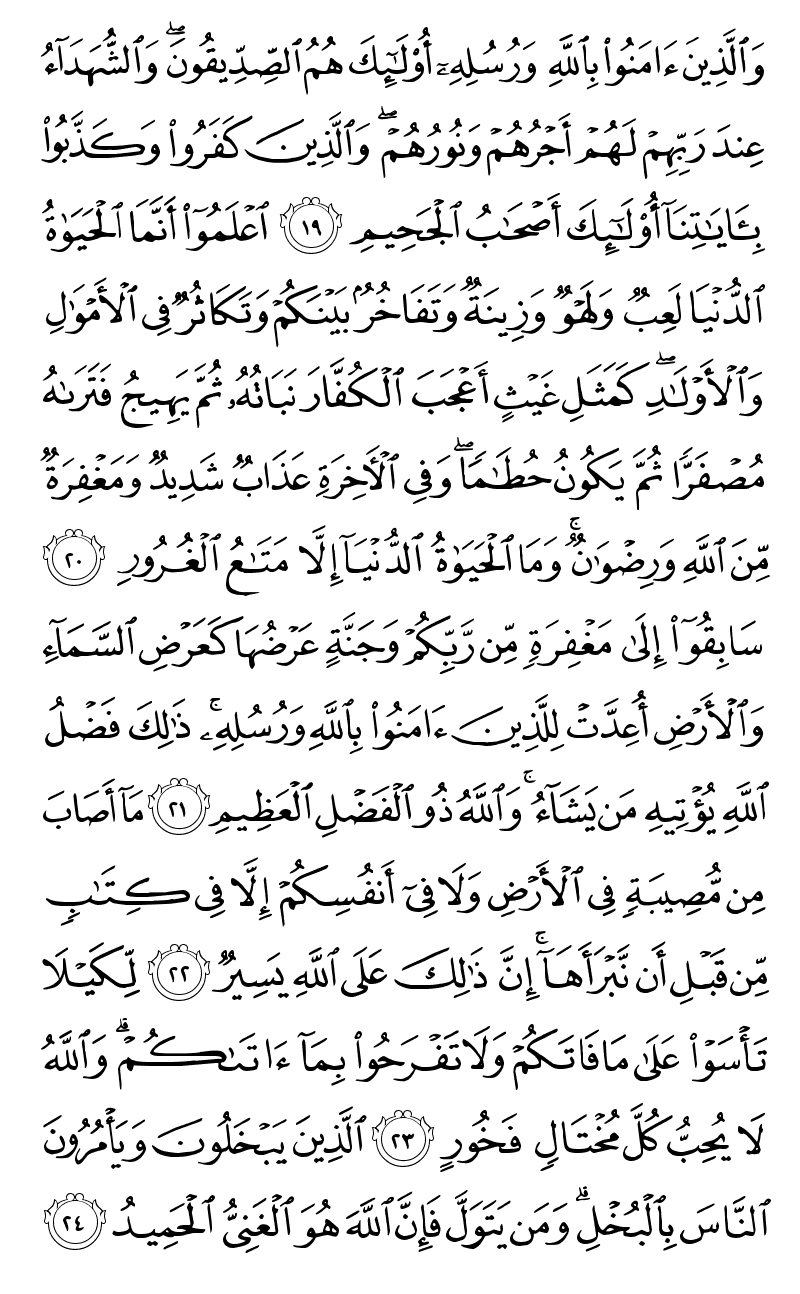 وَٱلَّذِينَ ءَامَنُوا۟ بِٱللَّهِ وَرُسُلِهِۦٓ أُو۟لَـٰٓئِكَ هُمُ ٱلصِّدِّيقُونَ ۖ وَٱلشُّهَدَآءُ
عِندَ رَبِّهِمْ لَهُمْ أَجْرُهُمْ وَنُورُهُمْ ۖ وَٱلَّذِينَ كَفَرُوا۟ وَكَذَّبُوا۟
بِـَٔايَـٰتِنَآ أُو۟لَـٰٓئِكَ أَصْحَـٰبُ ٱلْجَحِيمِ ١٩ ٱعْلَمُوٓا۟ أَنَّمَا ٱلْحَيَوٰةُ
ٱلدُّنْيَا لَعِبٌ وَلَهْوٌ وَزِينَةٌ وَتَفَاخُرٌۢ بَيْنَكُمْ وَتَكَاثُرٌ فِى ٱلْأَمْوَٰلِ
وَٱلْأَوْلَـٰدِ ۖ كَمَثَلِ غَيْثٍ أَعْجَبَ ٱلْكُفَّارَ نَبَاتُهُۥ ثُمَّ يَهِيجُ فَتَرَىٰهُ
مُصْفَرًّا ثُمَّ يَكُونُ حُطَـٰمًا ۖ وَفِى ٱلْـَٔاخِرَةِ عَذَابٌ شَدِيدٌ وَمَغْفِرَةٌ
مِّنَ ٱللَّهِ وَرِضْوَٰنٌ ۚ وَمَا ٱلْحَيَوٰةُ ٱلدُّنْيَآ إِلَّا مَتَـٰعُ ٱلْغُرُورِ ٢٠
سَابِقُوٓا۟ إِلَىٰ مَغْفِرَةٍ مِّن رَّبِّكُمْ وَجَنَّةٍ عَرْضُهَا كَعَرْضِ ٱلسَّمَآءِ
وَٱلْأَرْضِ أُعِدَّتْ لِلَّذِينَ ءَامَنُوا۟ بِٱللَّهِ وَرُسُلِهِۦ ۚ ذَٰلِكَ فَضْلُ
ٱللَّهِ يُؤْتِيهِ مَن يَشَآءُ ۚ وَٱللَّهُ ذُو ٱلْفَضْلِ ٱلْعَظِيمِ ٢١ مَآ أَصَابَ
مِن مُّصِيبَةٍ فِى ٱلْأَرْضِ وَلَا فِىٓ أَنفُسِكُمْ إِلَّا فِى كِتَـٰبٍ
مِّن قَبْلِ أَن نَّبْرَأَهَآ ۚ إِنَّ ذَٰلِكَ عَلَى ٱللَّهِ يَسِيرٌ ٢٢ لِّكَيْلَا
تَأْسَوْا۟ عَلَىٰ مَا فَاتَكُمْ وَلَا تَفْرَحُوا۟ بِمَآ ءَاتَىٰكُمْ ۗ وَٱللَّهُ
لَا يُحِبُّ كُلَّ مُخْتَالٍ فَخُورٍ ٢٣ ٱلَّذِينَ يَبْخَلُونَ وَيَأْمُرُونَ
ٱلنَّاسَ بِٱلْبُخْلِ ۗ وَمَن يَتَوَلَّ فَإِنَّ ٱللَّهَ هُوَ ٱلْغَنِىُّ ٱلْحَمِيدُ ٢٤